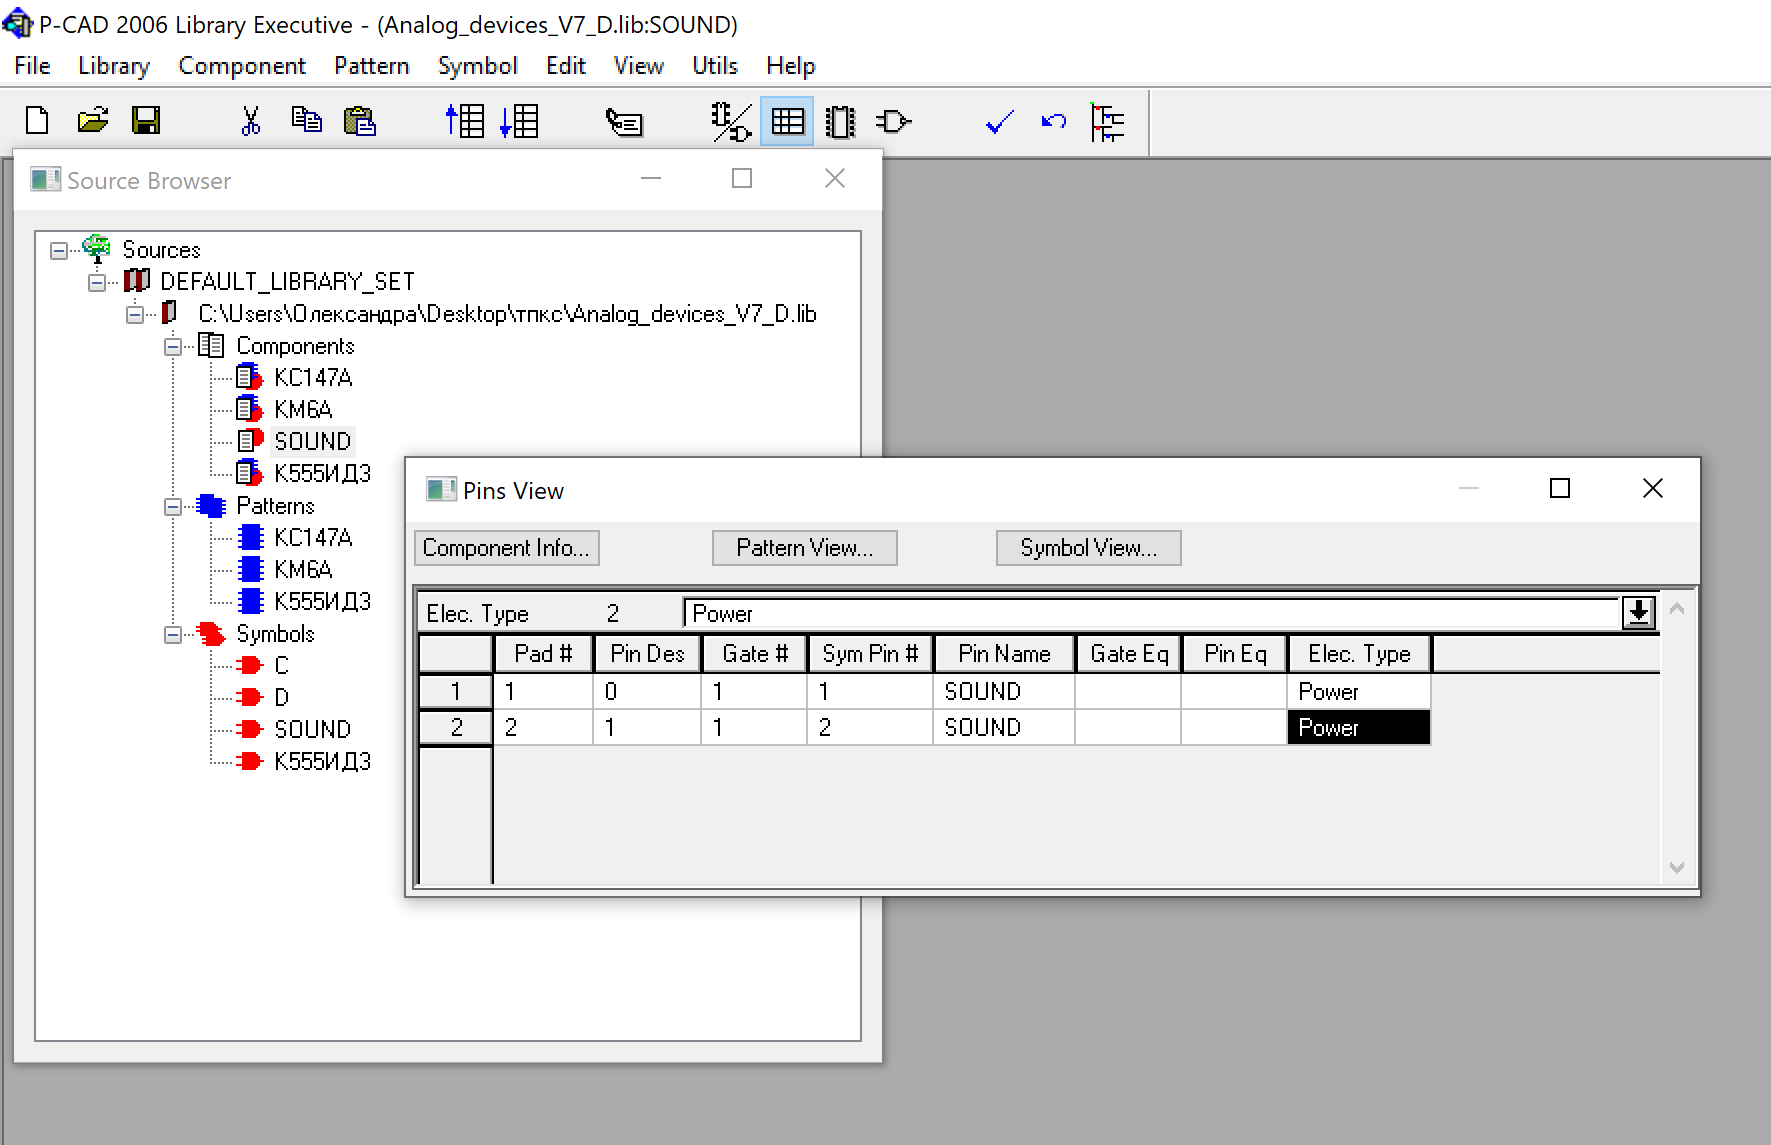 P-CAD 2006 Library Executive - (Analog_devices_V7_D.lib:SOUND)
File Library Component Pattern Symbol Edit View Utils Help
Source Browser
Sources
DEFAULT_LIBRARY_SET
C:\Users\Олександра\Desktop\тпкс\Analog_devices_V7_D.lib
Components
КС147А
КМ6А
SOUND
К555ИД3
Patterns
КС147А
КМ6А
К555ИД3
Symbols
C
D
SOUND
К555ИД3
Pins View
Component Info... Pattern View... Symbol View...
Elec. Type 2 Power
Pad # Pin Des Gate # Sym Pin # Pin Name Gate Eq Pin Eq Elec. Type
1 1 0 1 1 SOUND Power
2 2 1 1 2 SOUND Power